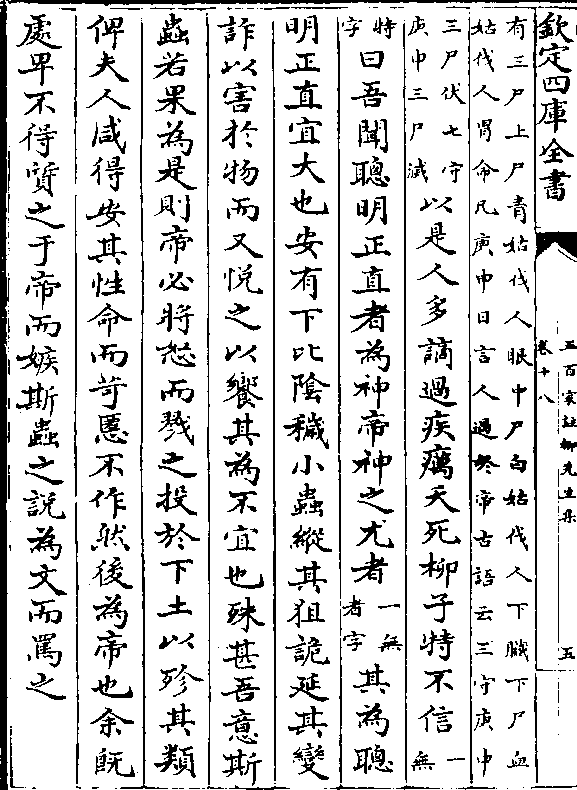 欽定四庫全書
五百家註柳先生集
卷十八
五
有三尸上尸青姑伐人眼中尸白姑伐人下臟下尸血
姑伐人胃命凡庚申日言人過於帝古語云三守庚申
三尸伏七守庚申三尸滅以是人多謫過疾癘夭死柳子特不信一無
特字曰吾聞聰明正直者為神帝神之尤者一無者字其為聰
明正直宜大也安有下比陰穢小蟲縱其狙詭延其變
詐以害於物而又悅之以饗其為不宜也殊甚吾意斯
蟲若果為是則帝必將怒而戮之投於下土以殄其類
俾夫人咸得安其性命而苛慝不作然後為帝也余既
處卑不得質之于帝而嫉斯蟲之說為文而罵之